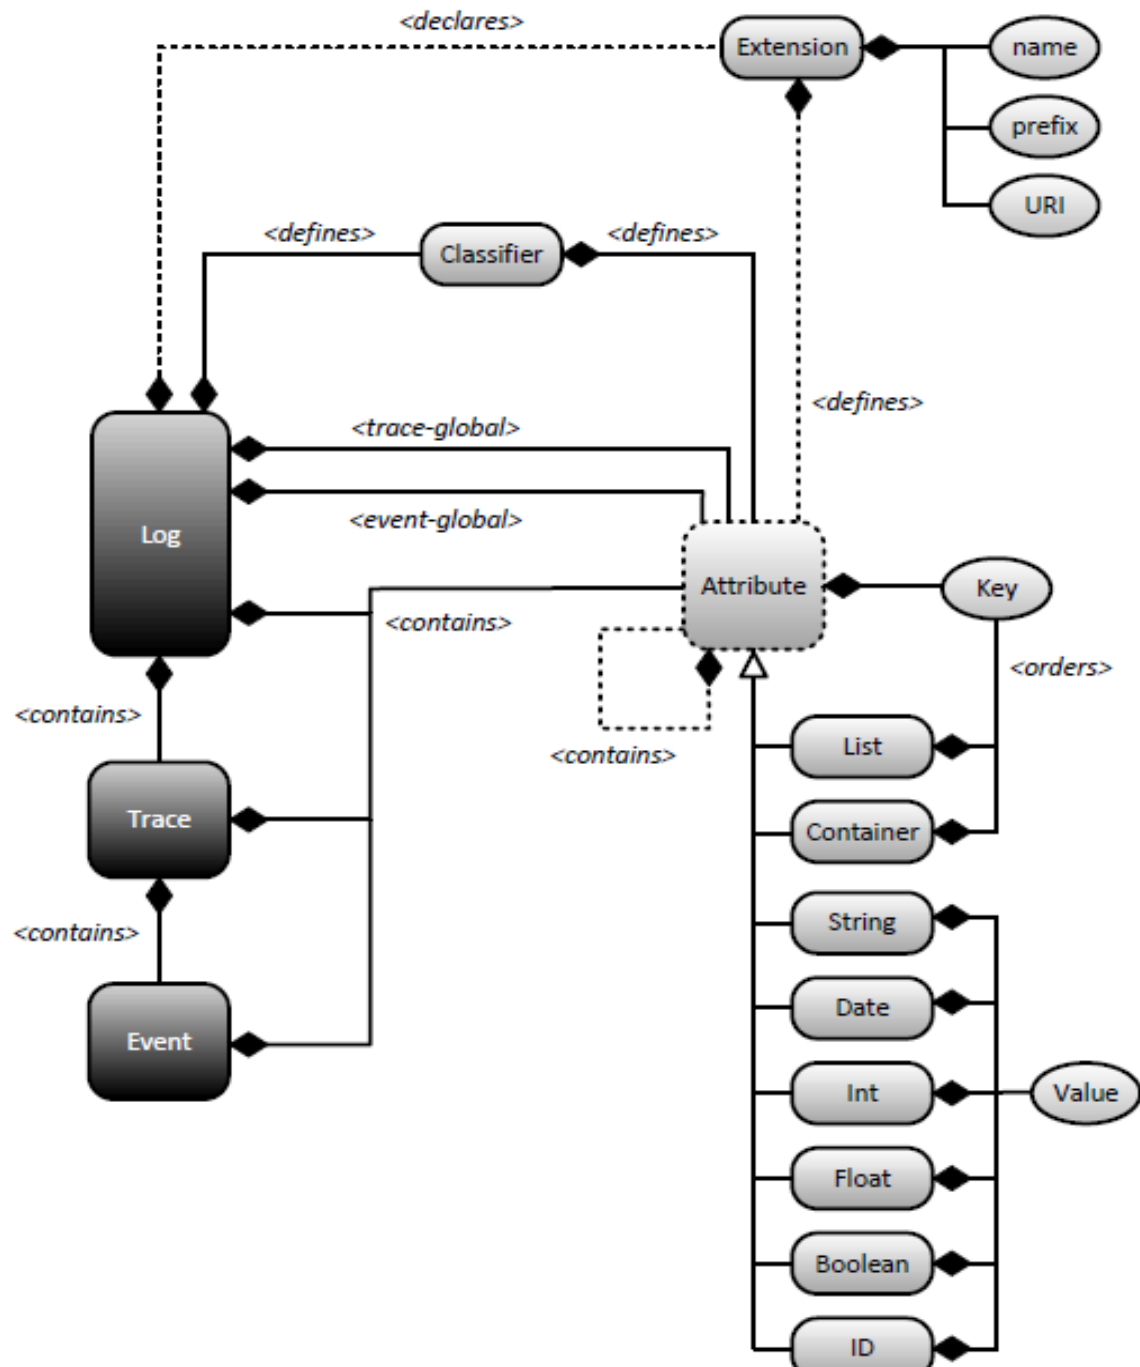 <declares>
Extension
name
prefix
URI
<defines>
Classifier
<defines>
<defines>
<trace-global>
<event-global>
Log
Attribute
Key
<contains>
<orders>
<contains>
<contains>
List
Trace
Container
String
<contains>
Date
Event
Int
Value
Float
Boolean
ID